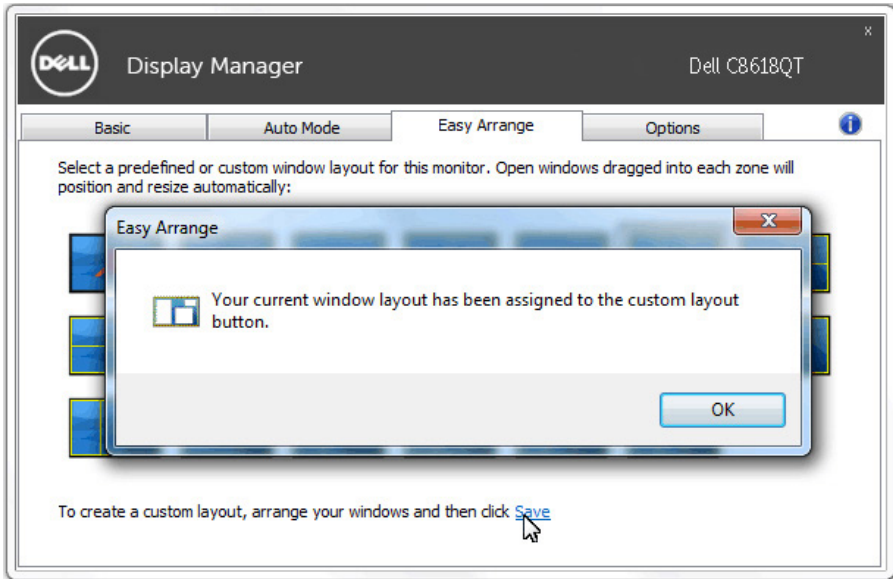 DELL
Display Manager
Dell C8618QT
x
Basic
Auto Mode
Easy Arrange
Options
i
Select a predefined or custom window layout for this monitor. Open windows dragged into each zone will
position and resize automatically:
Easy Arrange
x
Your current window layout has been assigned to the custom layout
button.
OK
To create a custom layout, arrange your windows and then click Save